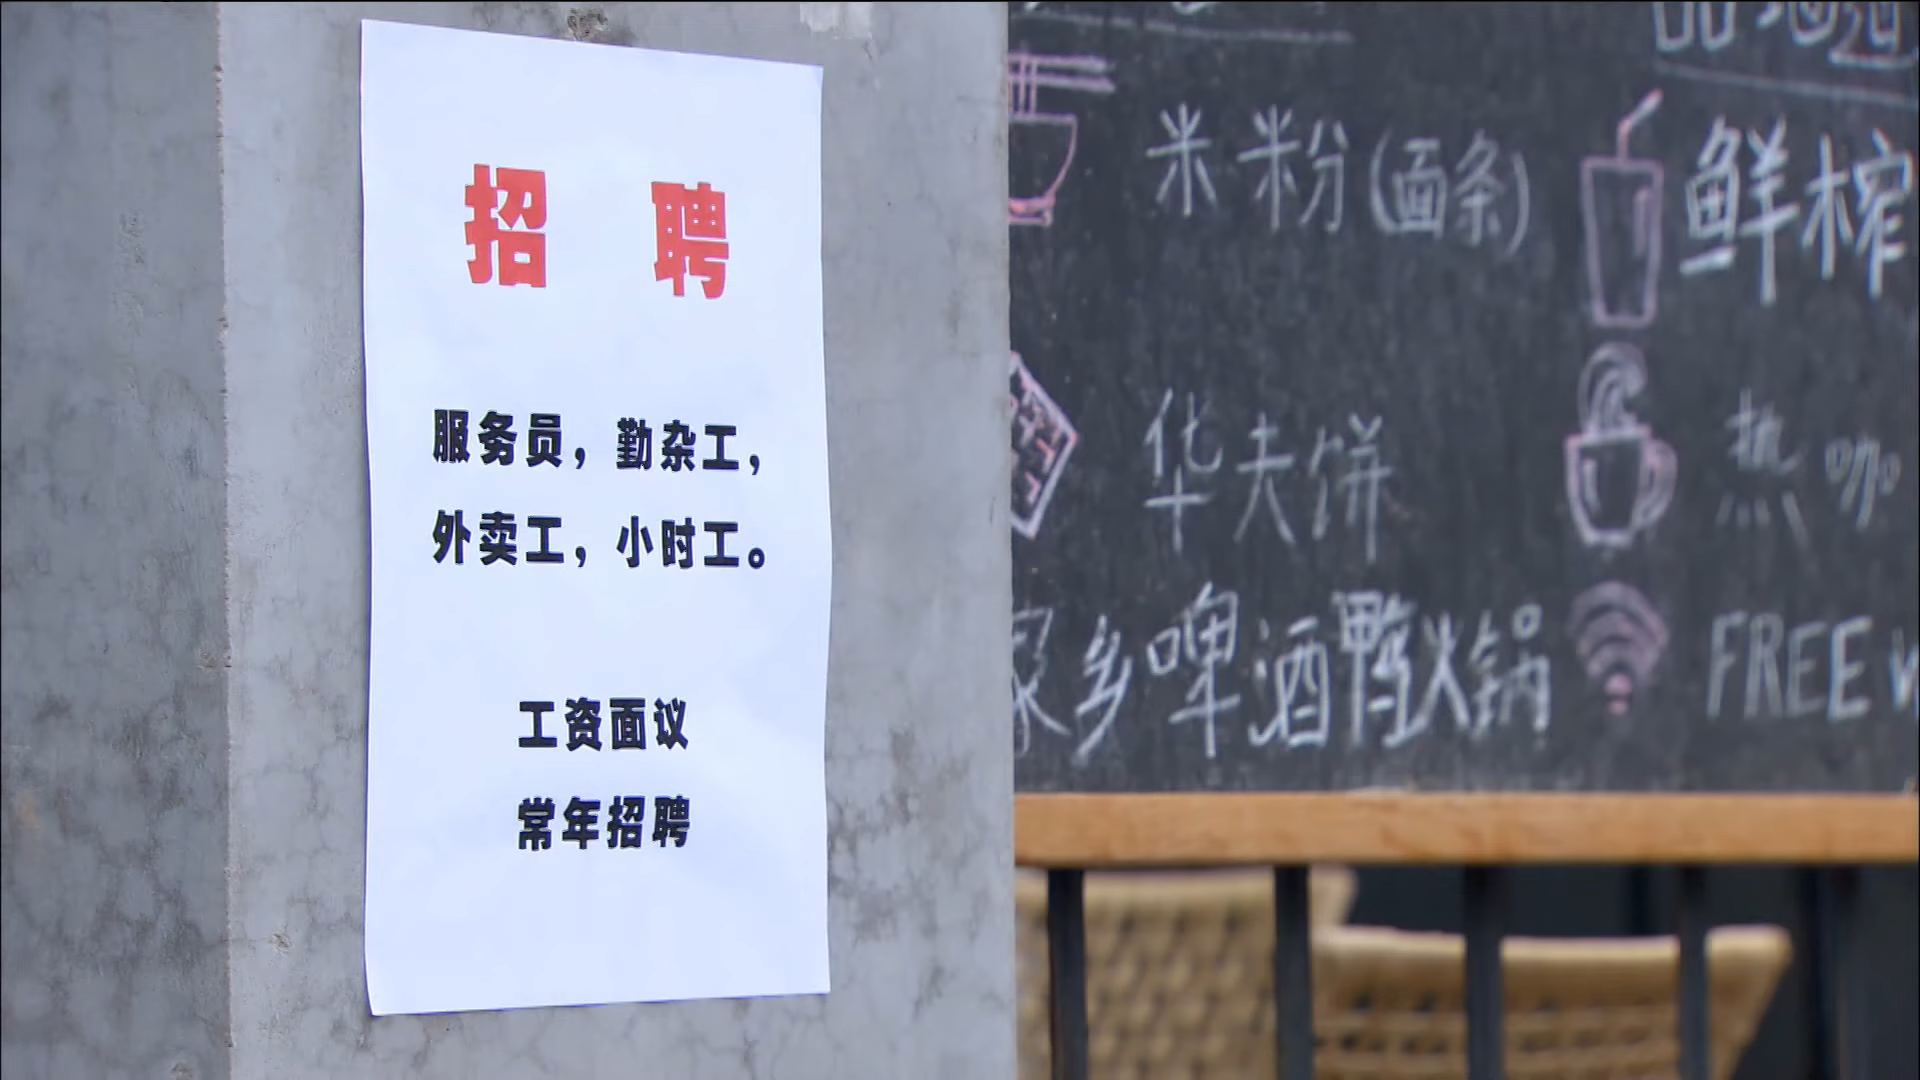 招 聘
服务员，勤杂工，
外卖工，小时工。
工资面议
常年招聘
米粉(面条)
鲜榨
华夫饼
热咖
家乡啤酒鸭火锅
FREE